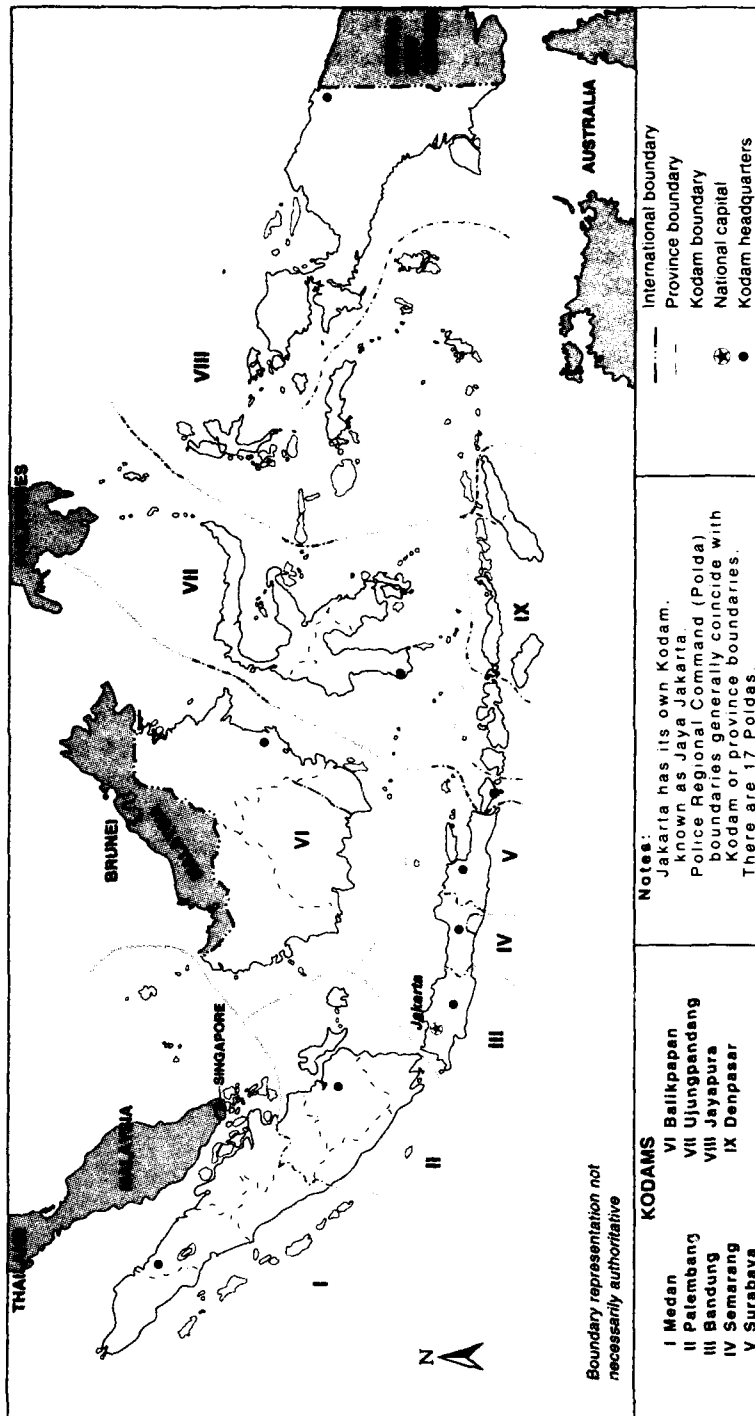 THAILAND
MALAYSIA
SINGAPORE
BRUNEI
MALAYSIA
PHILIPPINES
AUSTRALIA
Jakarta
I
II
III
IV
V
VI
VII
VIII
IX
N
Boundary representation not
necessarily authoritative
KODAMS
I Medan
II Palembang
III Bandung
IV Semarang
V Surabaya
VI Balikpapan
VII Ujungpandang
VIII Jayapura
IX Denpasar
Notes:
Jakarta has its own Kodam.
known as Jaya Jakarta.
Police Regional Command (Polda)
boundaries generally coincide with
Kodam or province boundaries.
There are 17 Poldas.
International boundary
Province boundary
Kodam boundary
National capital
Kodam headquarters